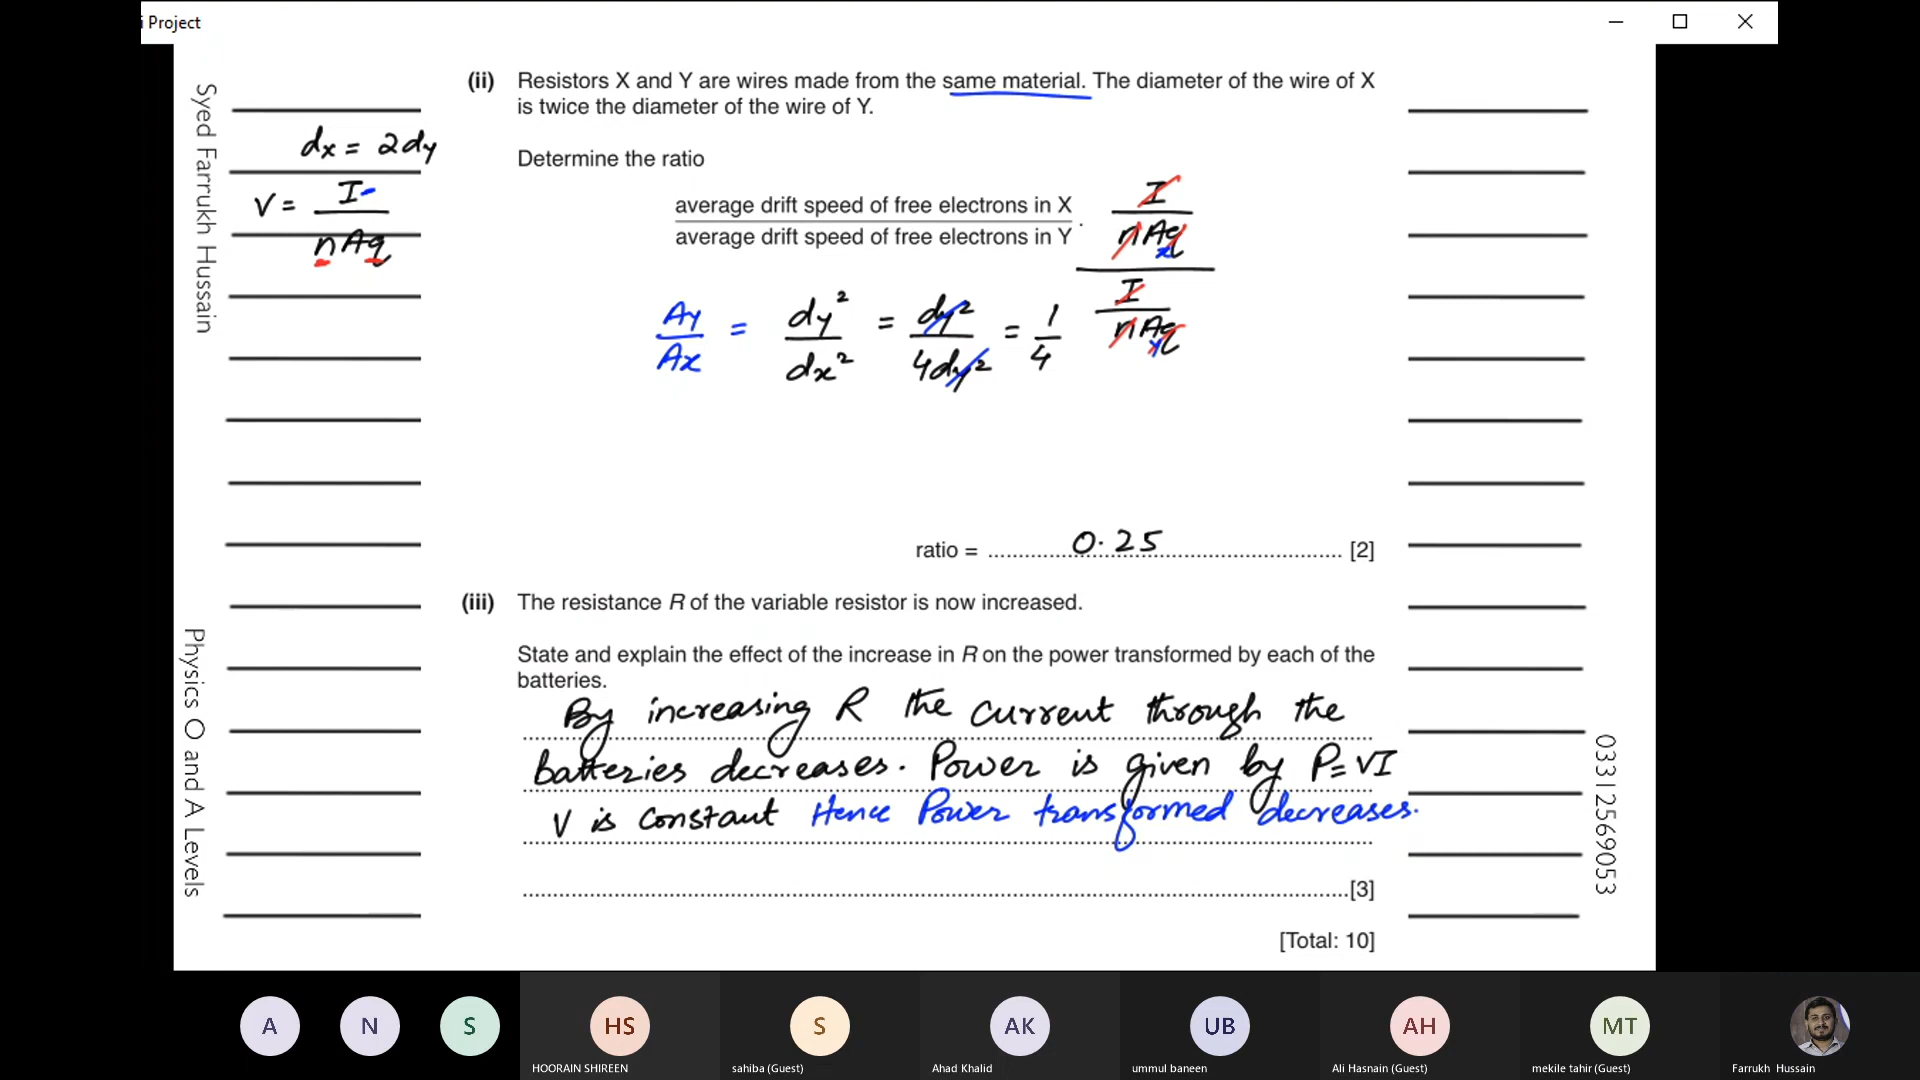 i Project
Syed Farrukh Hussain
Physics O and A Levels
03312569053
dx = 2dy
V = I / nAq
(ii) Resistors X and Y are wires made from the same material. The diameter of the wire of X
is twice the diameter of the wire of Y.
Determine the ratio
average drift speed of free electrons in X
average drift speed of free electrons in Y .
I
nAxq
I
nAyq
Ay / Ax = dy² / dx² = dy² / 4dy² = 1 / 4
ratio = 0.25 [2]
(iii) The resistance R of the variable resistor is now increased.
State and explain the effect of the increase in R on the power transformed by each of the
batteries.
By increasing R the current through the
batteries decreases. Power is given by P=VI
V is constant Hence Power transformed decreases.
[3]
[Total: 10]
A N S HS S AK UB AH MT
HOORAIN SHIREEN sahiba (Guest) Ahad Khalid ummul baneen Ali Hasnain (Guest) mekile tahir (Guest) Farrukh Hussain